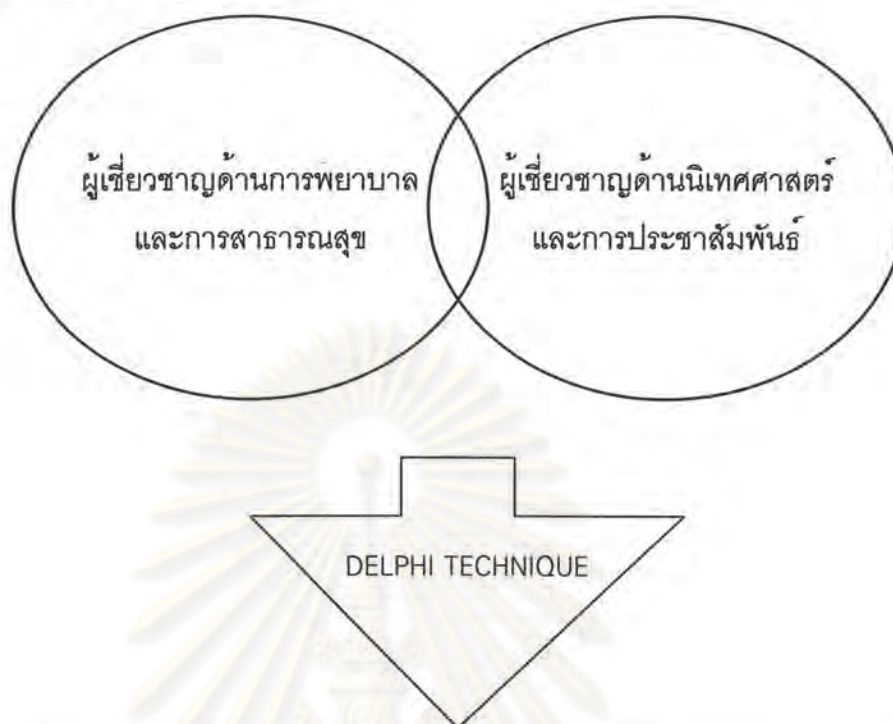 ผู้เชี่ยวชาญด้านการพยาบาล
และการสาธารณสุข
ผู้เชี่ยวชาญด้านนิเทศศาสตร์
และการประชาสัมพันธ์
DELPHI TECHNIQUE